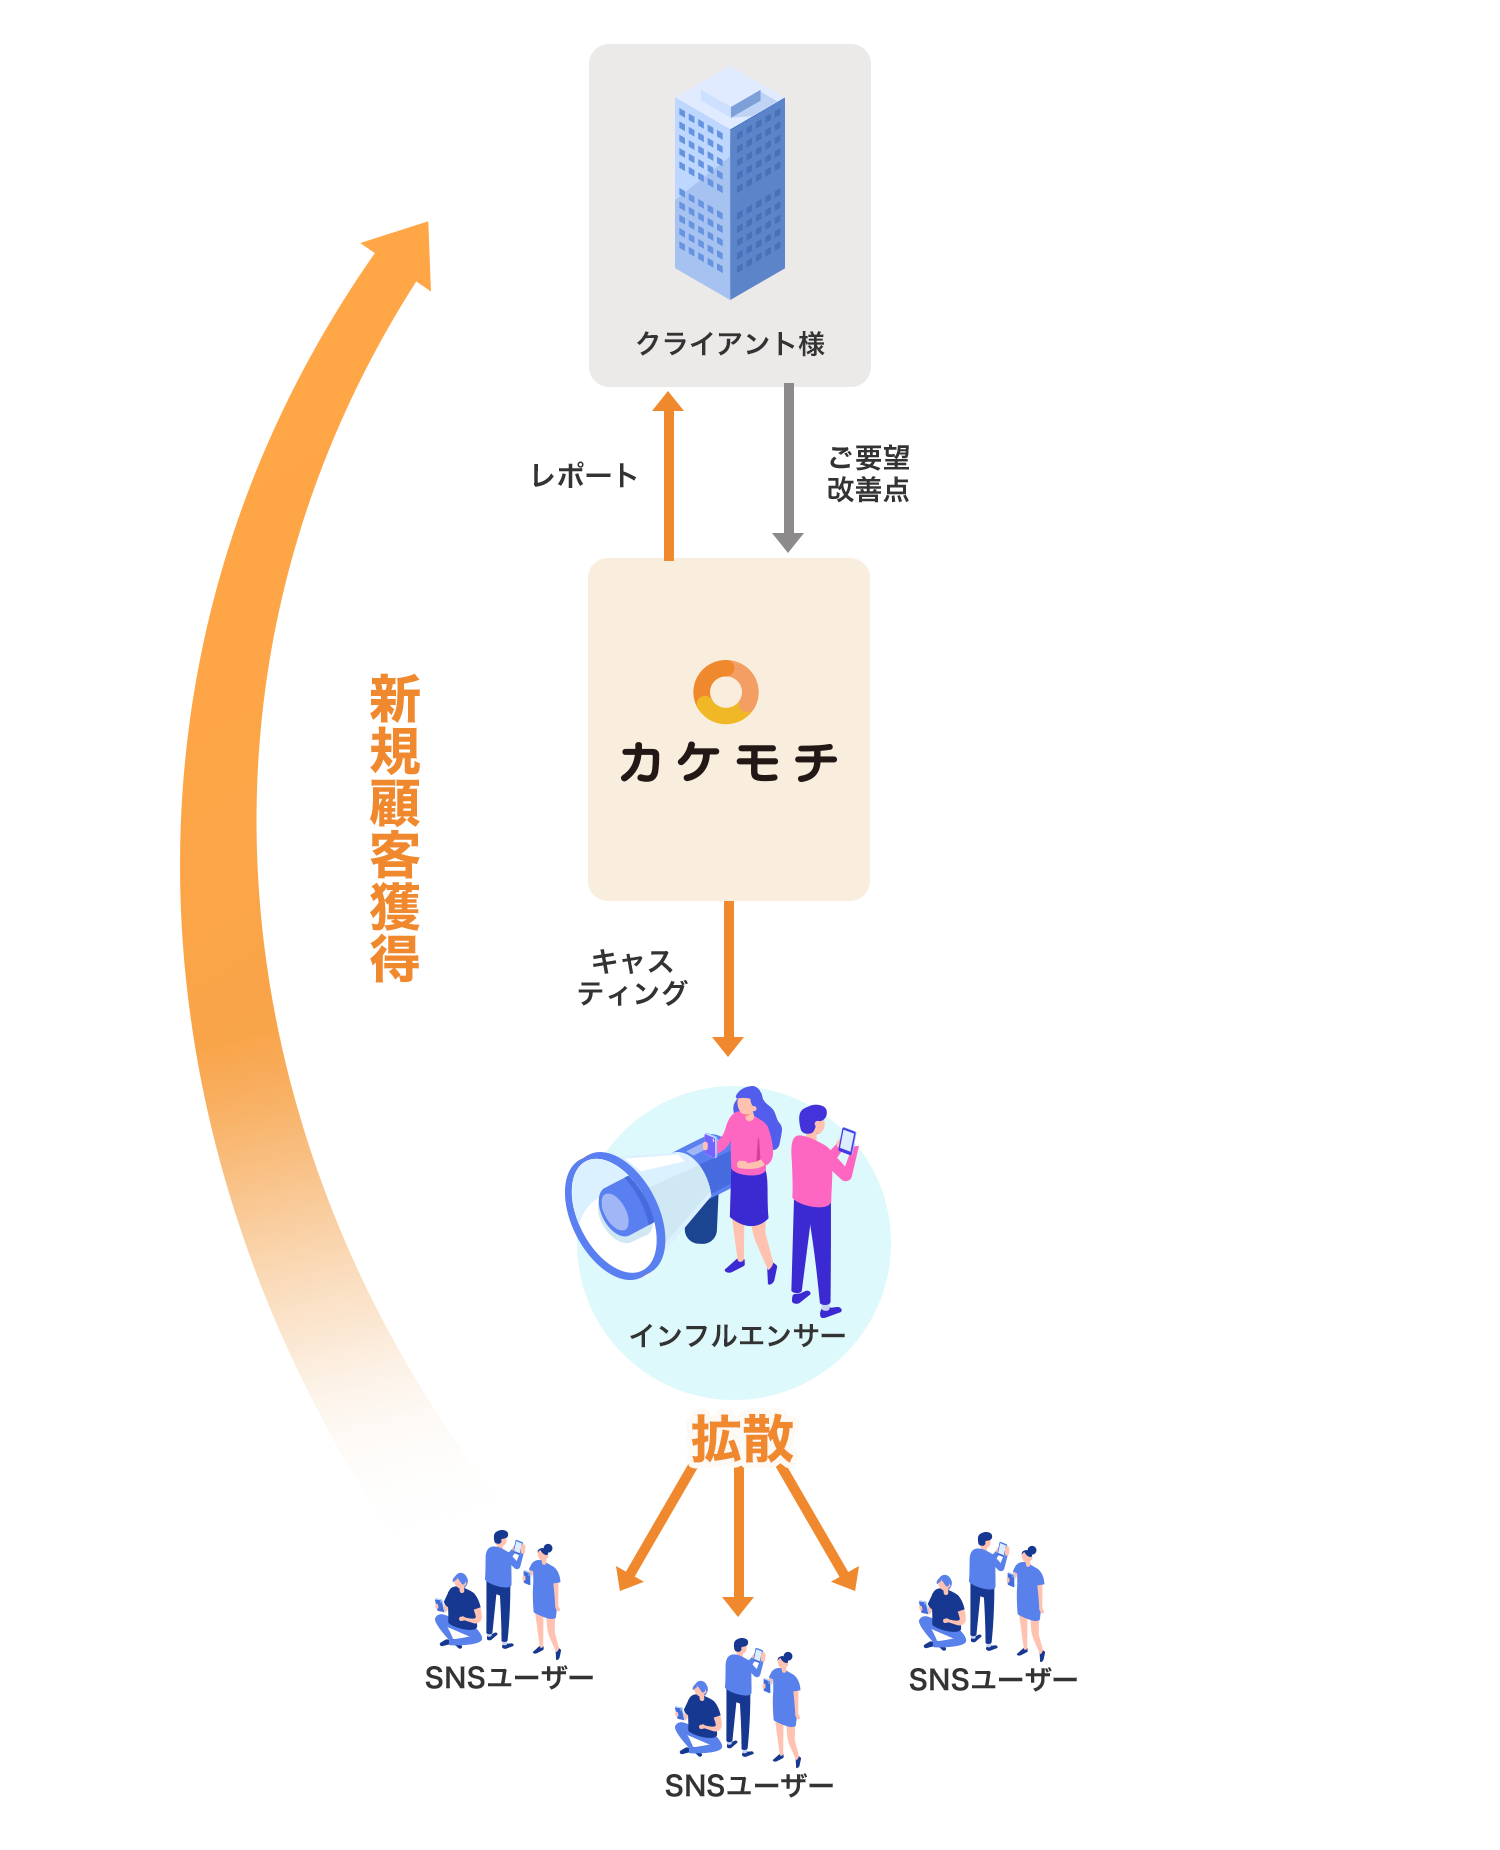 クライアント様
レポート
ご要望
改善点
カケモチ
新規顧客獲得
キャス
ティング
インフルエンサー
拡散
SNSユーザー
SNSユーザー
SNSユーザー